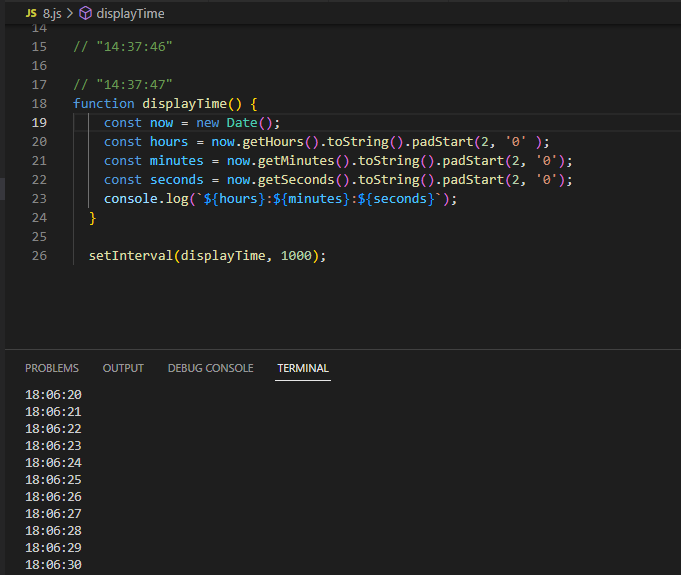 JS 8.js > displayTime
14
15 // "14:37:46"
16
17 // "14:37:47"
18 function displayTime() {
19 const now = new Date();
20 const hours = now.getHours().toString().padStart(2, '0' );
21 const minutes = now.getMinutes().toString().padStart(2, '0');
22 const seconds = now.getSeconds().toString().padStart(2, '0');
23 console.log(`${hours}:${minutes}:${seconds}`);
24 }
25
26 setInterval(displayTime, 1000);
PROBLEMS OUTPUT DEBUG CONSOLE TERMINAL
18:06:20
18:06:21
18:06:22
18:06:23
18:06:24
18:06:25
18:06:26
18:06:27
18:06:28
18:06:29
18:06:30